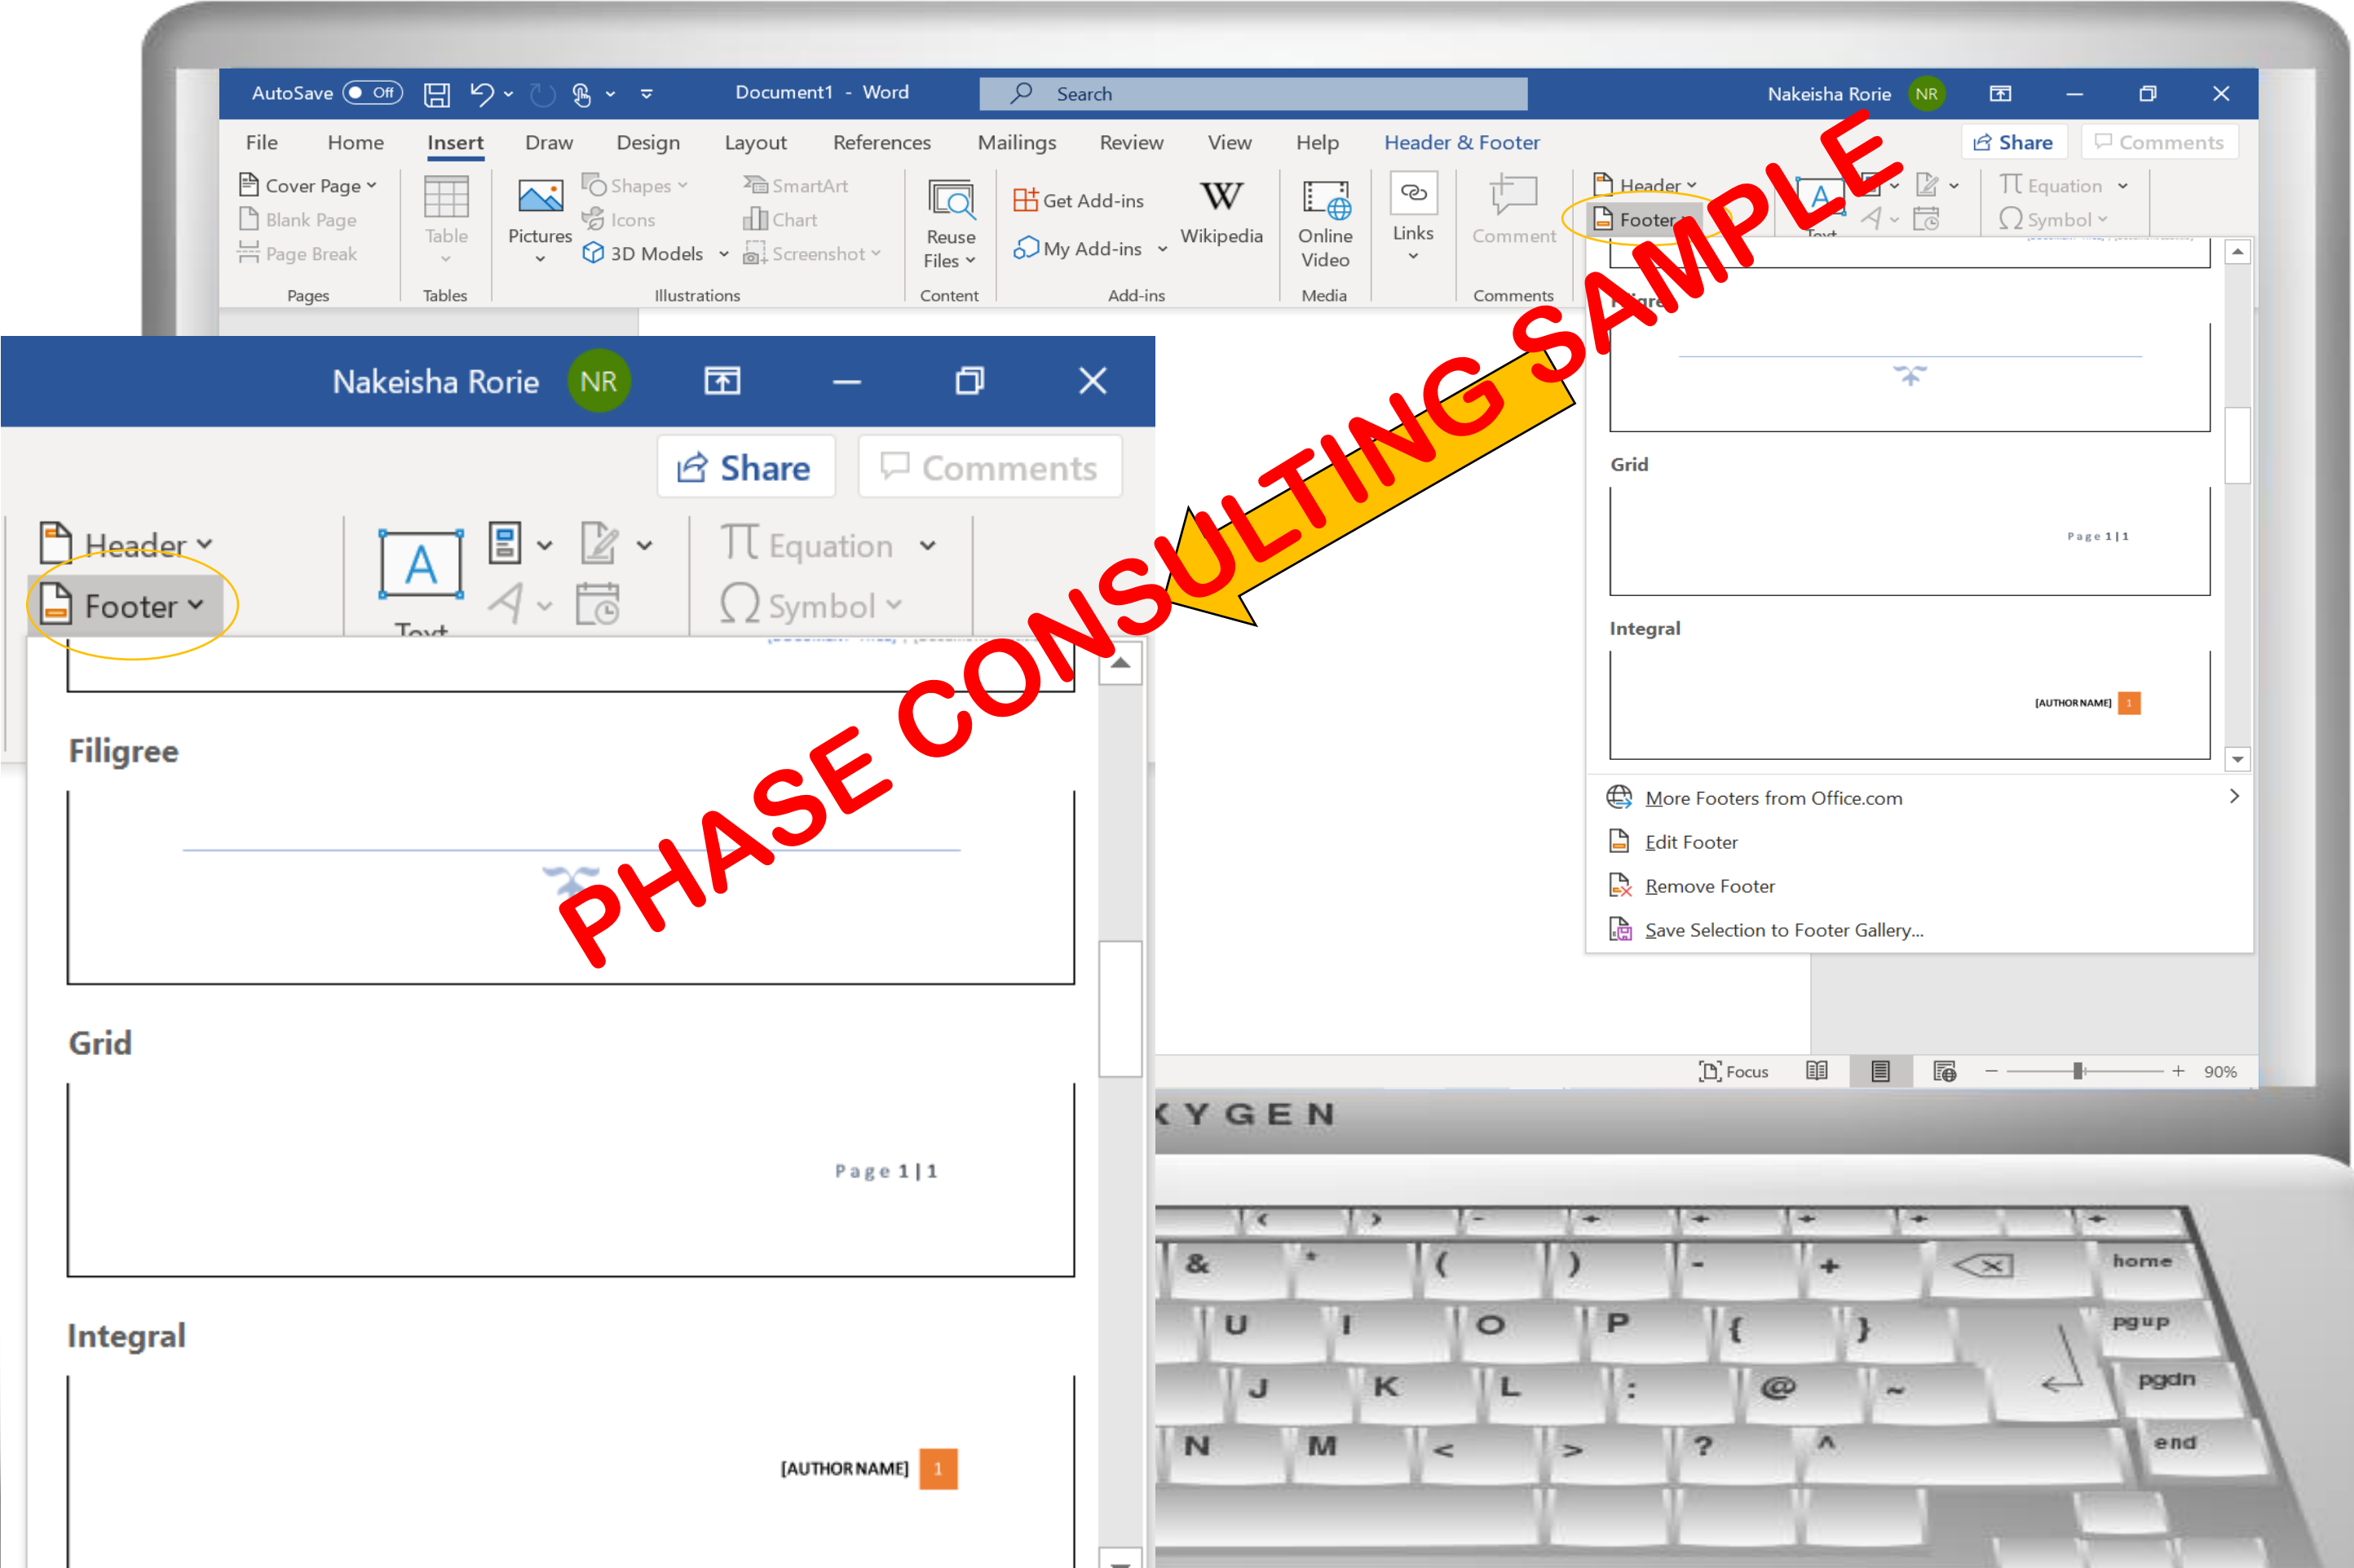 AutoSave Off Document1 - Word Search Nakeisha Rorie NR
File Home Insert Draw Design Layout References Mailings Review View Help Header & Footer Share Comments
Cover Page
Blank Page
Page Break
Pages
Table
Tables
Pictures
Shapes
Icons
3D Models
SmartArt
Chart
Screenshot
Illustrations
Reuse
Files
Content
Get Add-ins
My Add-ins
Add-ins
W
Wikipedia
Online
Video
Media
Links
Comment
Comments
Header
Footer
A
Text
Equation
Symbol
Grid
Page 1 | 1
Integral
[AUTHOR NAME] 1
More Footers from Office.com
Edit Footer
Remove Footer
Save Selection to Footer Gallery...
Focus 90%
Nakeisha Rorie NR
Share Comments
Header
Footer
A
Text
Equation
Symbol
Filigree
Grid
Page 1 | 1
Integral
[AUTHOR NAME] 1
PHASE CONSULTING SAMPLE
YGEN
& * ( ) - + home
U I O P { } pgup
J K L : @ ~ pgdn
N M < > ? ^ end